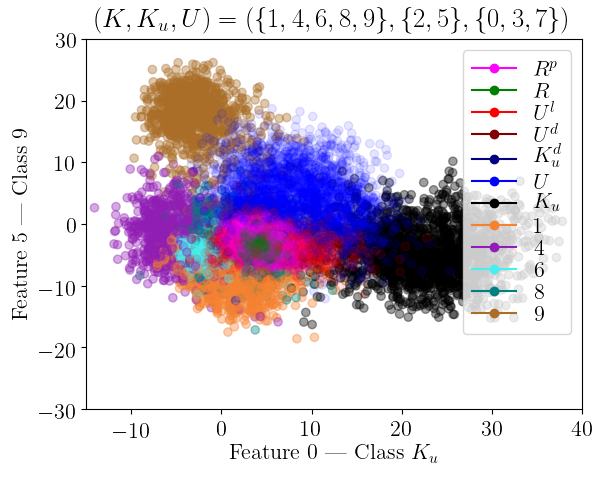 (K, K_u, U) = ({1, 4, 6, 8, 9}, {2, 5}, {0, 3, 7})
30
20
10
0
−10
−20
−30
Feature 5 — Class 9
−10 0 10 20 30 40
Feature 0 — Class K_u
R^p
R
U^l
U^d
K_u^d
U
K_u
1
4
6
8
9